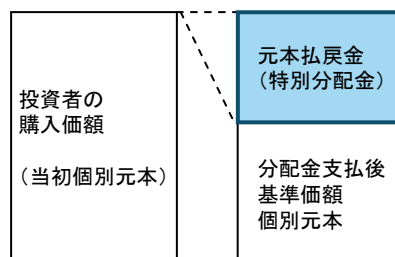 投資者の
購入価額
（当初個別元本）
元本払戻金
（特別分配金）
分配金支払後
基準価額
個別元本